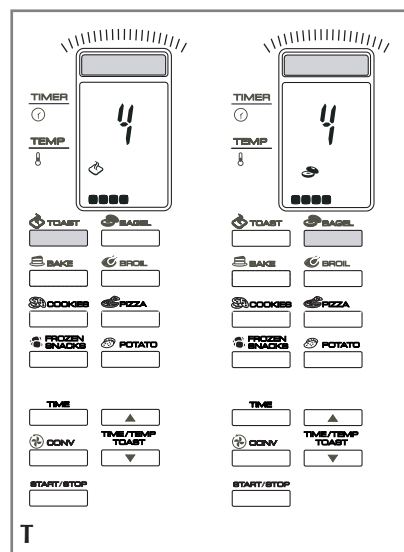 TIMER
4
TEMP
TOAST BAGEL
BAKE BROIL
COOKIES PIZZA
FROZEN
SNACKS POTATO
TIME
CONV TIME/TEMP
TOAST
START/STOP
TIMER
4
TEMP
TOAST BAGEL
BAKE BROIL
COOKIES PIZZA
FROZEN
SNACKS POTATO
TIME
CONV TIME/TEMP
TOAST
START/STOP
T